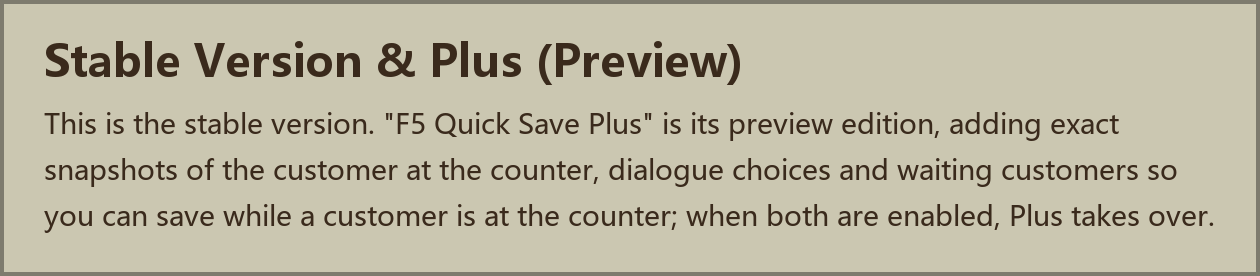 Stable Version & Plus (Preview)
This is the stable version. "F5 Quick Save Plus" is its preview edition, adding exact
snapshots of the customer at the counter, dialogue choices and waiting customers so
you can save while a customer is at the counter; when both are enabled, Plus takes over.